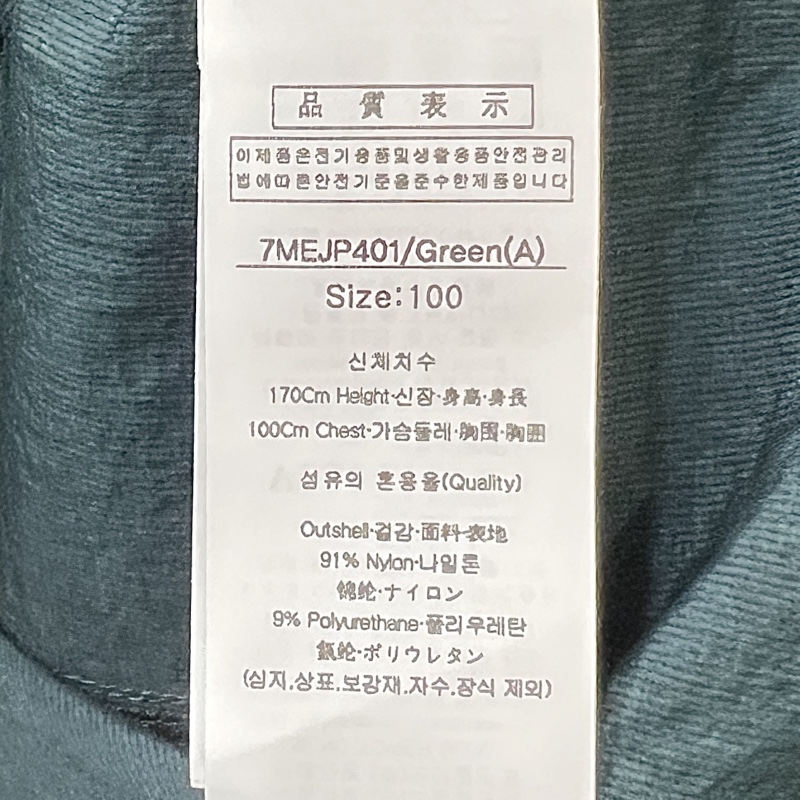 品 質 表 示
이제품은전기용품및생활용품안전관리
법에따른안전기준을준수한제품입니다
7MEJP401/Green(A)
Size:100
신체치수
170Cm Height·신장·身高·身長
100Cm Chest·가슴둘레·胸围·胸囲
섬유의 혼용율(Quality)
Outshell·겉감·面料·表地
91% Nylon·나일론
锦纶·ナイロン
9% Polyurethane·폴리우레탄
氨纶·ポリウレタン
(심지.상표.보강재.자수.장식 제외)